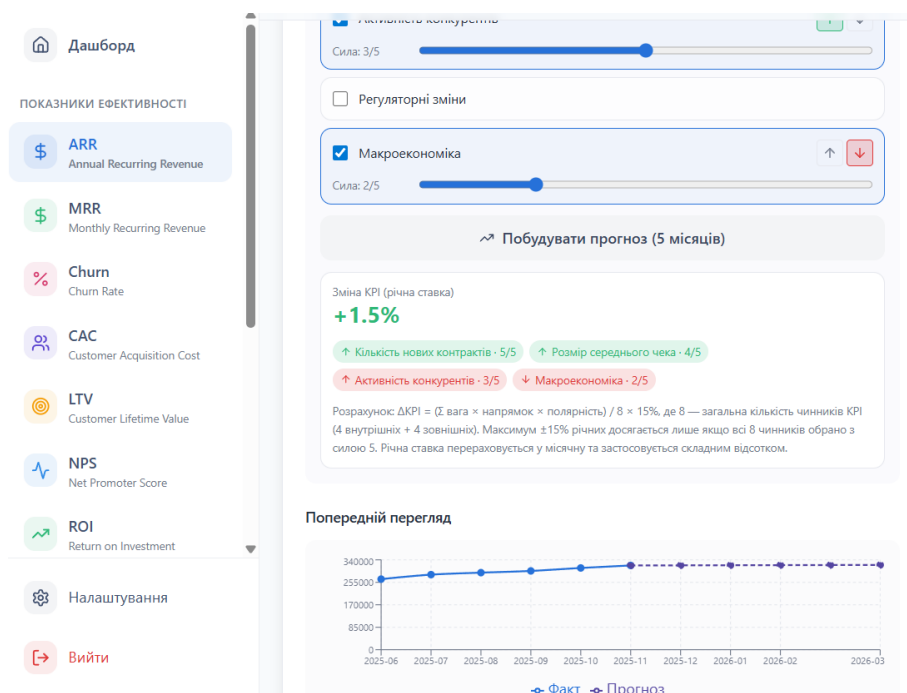 Дашборд
ПОКАЗНИКИ ЕФЕКТИВНОСТІ
ARR
Annual Recurring Revenue
MRR
Monthly Recurring Revenue
Churn
Churn Rate
CAC
Customer Acquisition Cost
LTV
Customer Lifetime Value
NPS
Net Promoter Score
ROI
Return on Investment
Налаштування
Вийти
Активність конкурентів
Сила: 3/5
Регуляторні зміни
Макроекономіка
Сила: 2/5
Побудувати прогноз (5 місяців)
Зміна KPI (річна ставка)
+1.5%
↑ Кількість нових контрактів · 5/5
↑ Розмір середнього чека · 4/5
↑ Активність конкурентів · 3/5
↓ Макроекономіка · 2/5
Розрахунок: ΔKPI = (Σ вага × напрямок × полярність) / 8 × 15%, де 8 — загальна кількість чинників KPI
(4 внутрішніх + 4 зовнішніх). Максимум ±15% річних досягається лише якщо всі 8 чинників обрано з
силою 5. Річна ставка перераховується у місячну та застосовується складним відсотком.
Попередній перегляд
340000
255000
170000
85000
0
2025-06 2025-07 2025-08 2025-09 2025-10 2025-11 2025-12 2026-01 2026-02 2026-03
Факт Прогноз